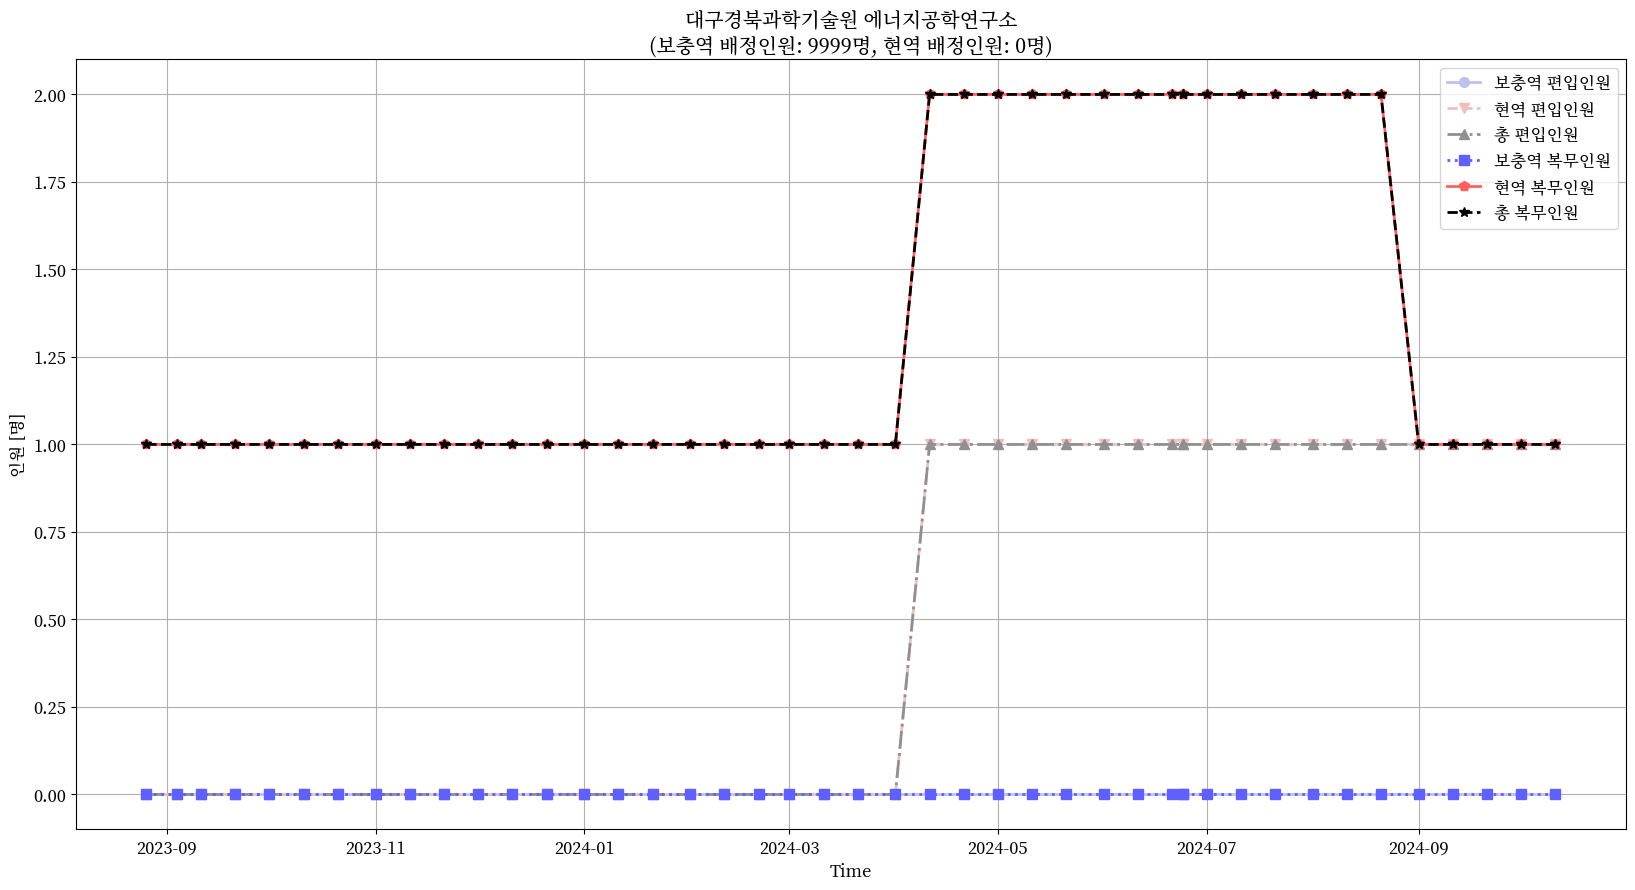 대구경북과학기술원 에너지공학연구소
(보충역 배정인원: 9999명, 현역 배정인원: 0명)
보충역 편입인원
현역 편입인원
총 편입인원
보충역 복무인원
현역 복무인원
총 복무인원
인원 [명]
2.00
1.75
1.50
1.25
1.00
0.75
0.50
0.25
0.00
2023-09
2023-11
2024-01
2024-03
2024-05
2024-07
2024-09
Time